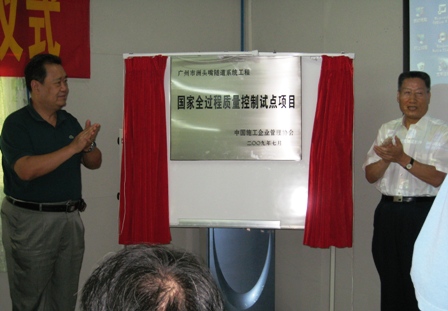 仪式
广州市洲头咀隧道系统工程
国家全过程质量控制试点项目
中国施工企业管理协会
二〇〇九年七月